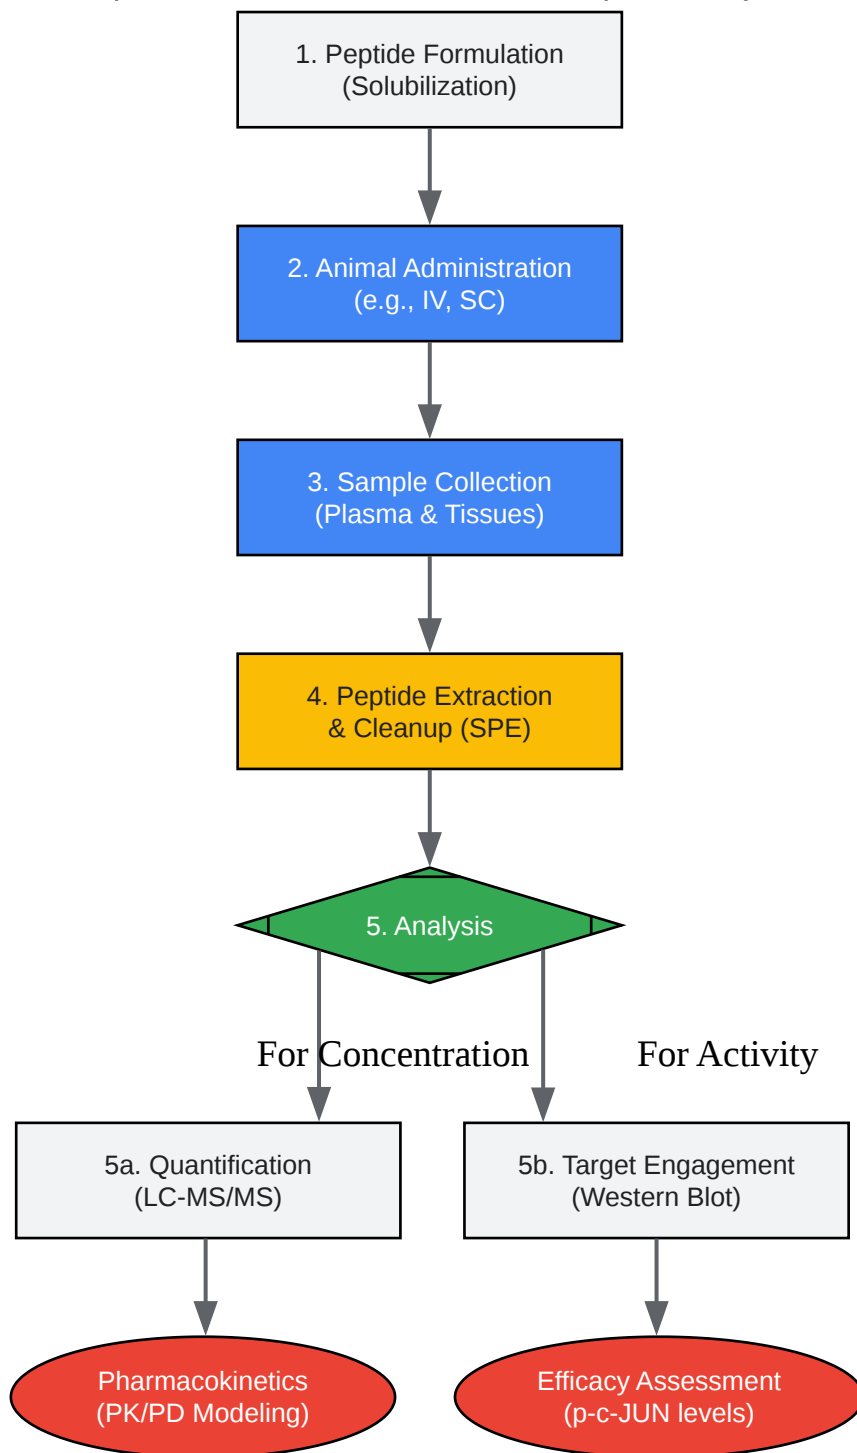 1. Peptide Formulation
(Solubilization)
2. Animal Administration
(e.g., IV, SC)
3. Sample Collection
(Plasma & Tissues)
4. Peptide Extraction
& Cleanup (SPE)
5. Analysis
For Concentration
For Activity
5a. Quantification
(LC-MS/MS)
5b. Target Engagement
(Western Blot)
Pharmacokinetics
(PK/PD Modeling)
Efficacy Assessment
(p-c-JUN levels)